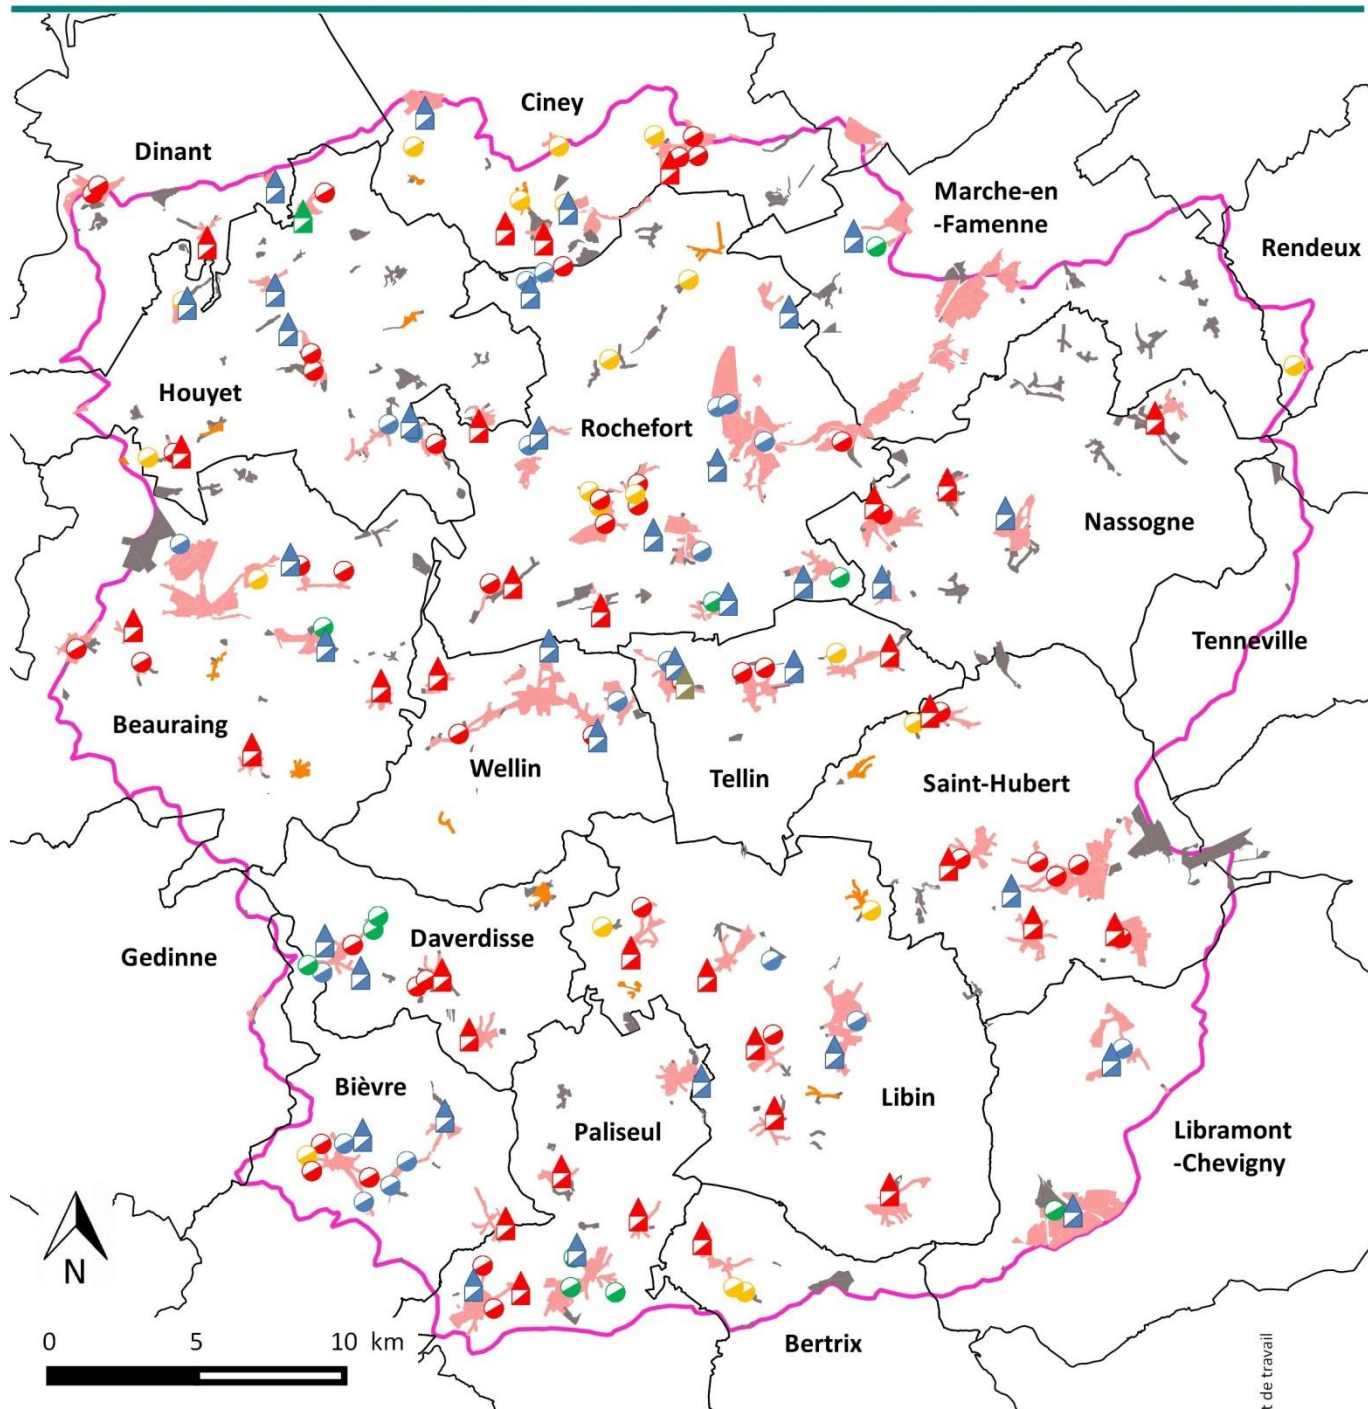 Ciney
Dinant
Marche-en
-Famenne
Rendeux
Houyet
Rochefort
Nassogne
Tenneville
Beauraing
Wellin
Tellin
Saint-Hubert
Gedinne
Daverdisse
Bièvre
Libin
Paliseul
Libramont
-Chevigny
N
0 5 10 km
Bertrix
t de travail